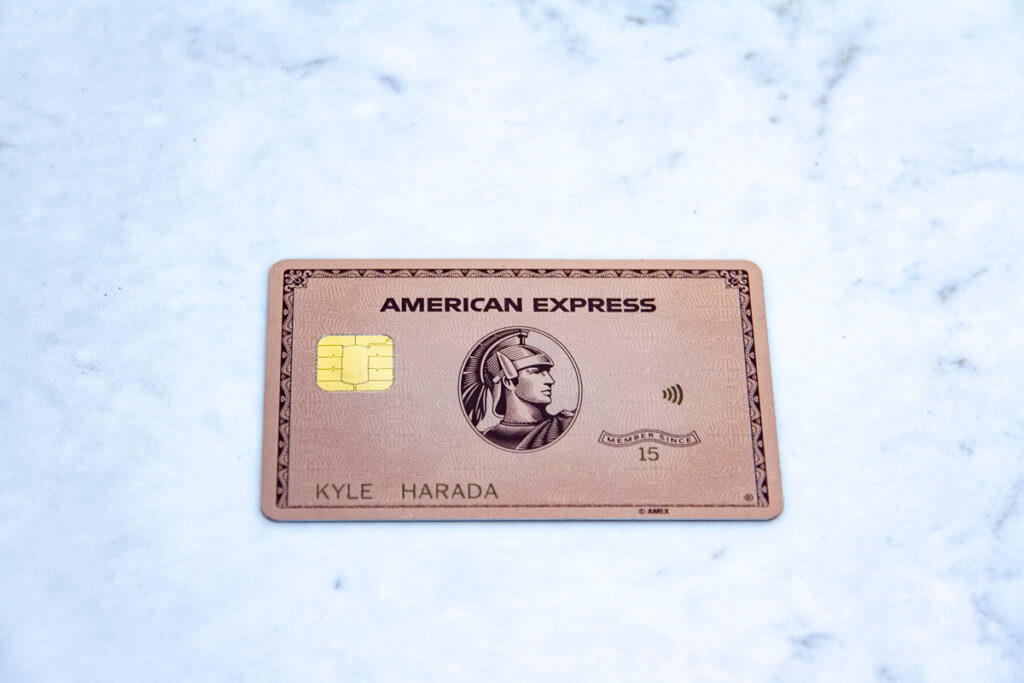 AMERICAN EXPRESS
MEMBER SINCE
15
KYLE HARADA
® 
© AMEX